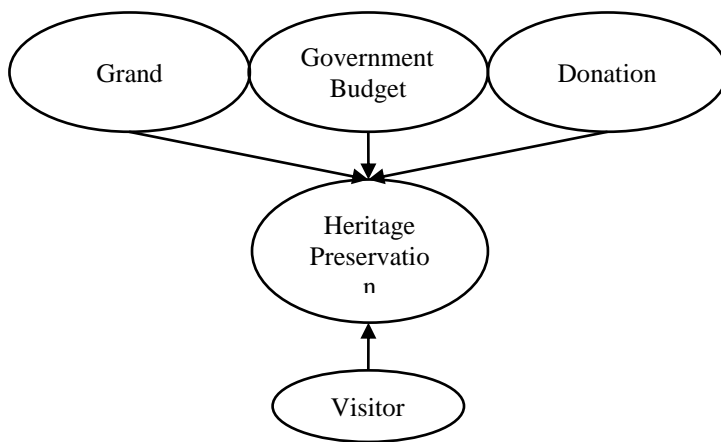 Grand
Government
Budget
Donation
Heritage
Preservatio
n
Visitor